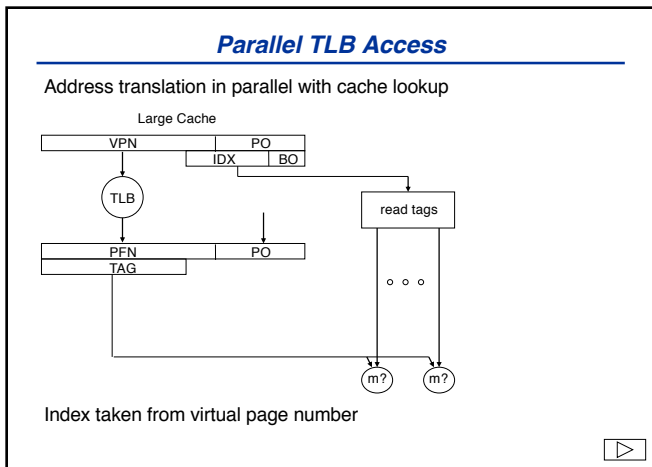 Parallel TLB Access
Address translation in parallel with cache lookup
Large Cache
VPN PO
IDX BO
TLB
read tags
PFN PO
TAG
m? m?
Index taken from virtual page number